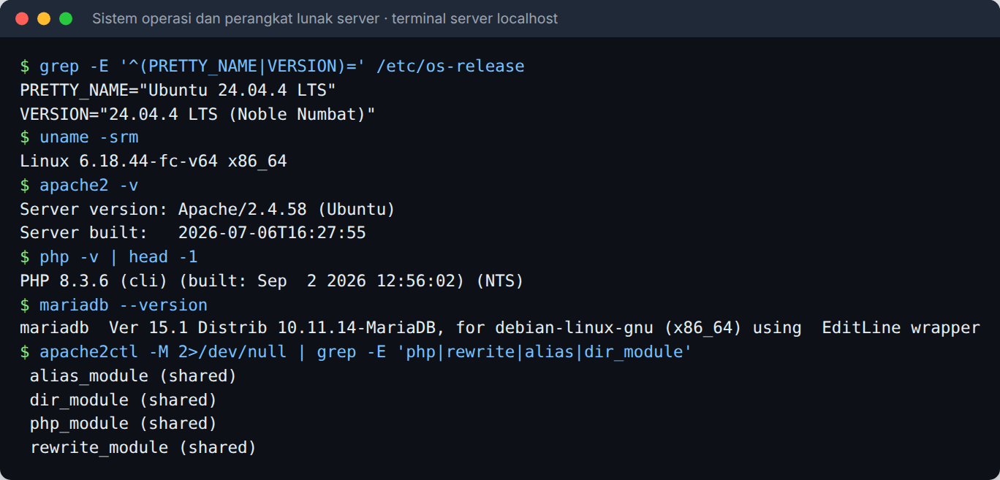 Sistem operasi dan perangkat lunak server · terminal server localhost
$ grep -E '^(PRETTY_NAME|VERSION)=' /etc/os-release
PRETTY_NAME="Ubuntu 24.04.4 LTS"
VERSION="24.04.4 LTS (Noble Numbat)"
$ uname -srm
Linux 6.18.44-fc-v64 x86_64
$ apache2 -v
Server version: Apache/2.4.58 (Ubuntu)
Server built:   2026-07-06T16:27:55
$ php -v | head -1
PHP 8.3.6 (cli) (built: Sep  2 2026 12:56:02) (NTS)
$ mariadb --version
mariadb  Ver 15.1 Distrib 10.11.14-MariaDB, for debian-linux-gnu (x86_64) using  EditLine wrapper
$ apache2ctl -M 2>/dev/null | grep -E 'php|rewrite|alias|dir_module'
 alias_module (shared)
 dir_module (shared)
 php_module (shared)
 rewrite_module (shared)